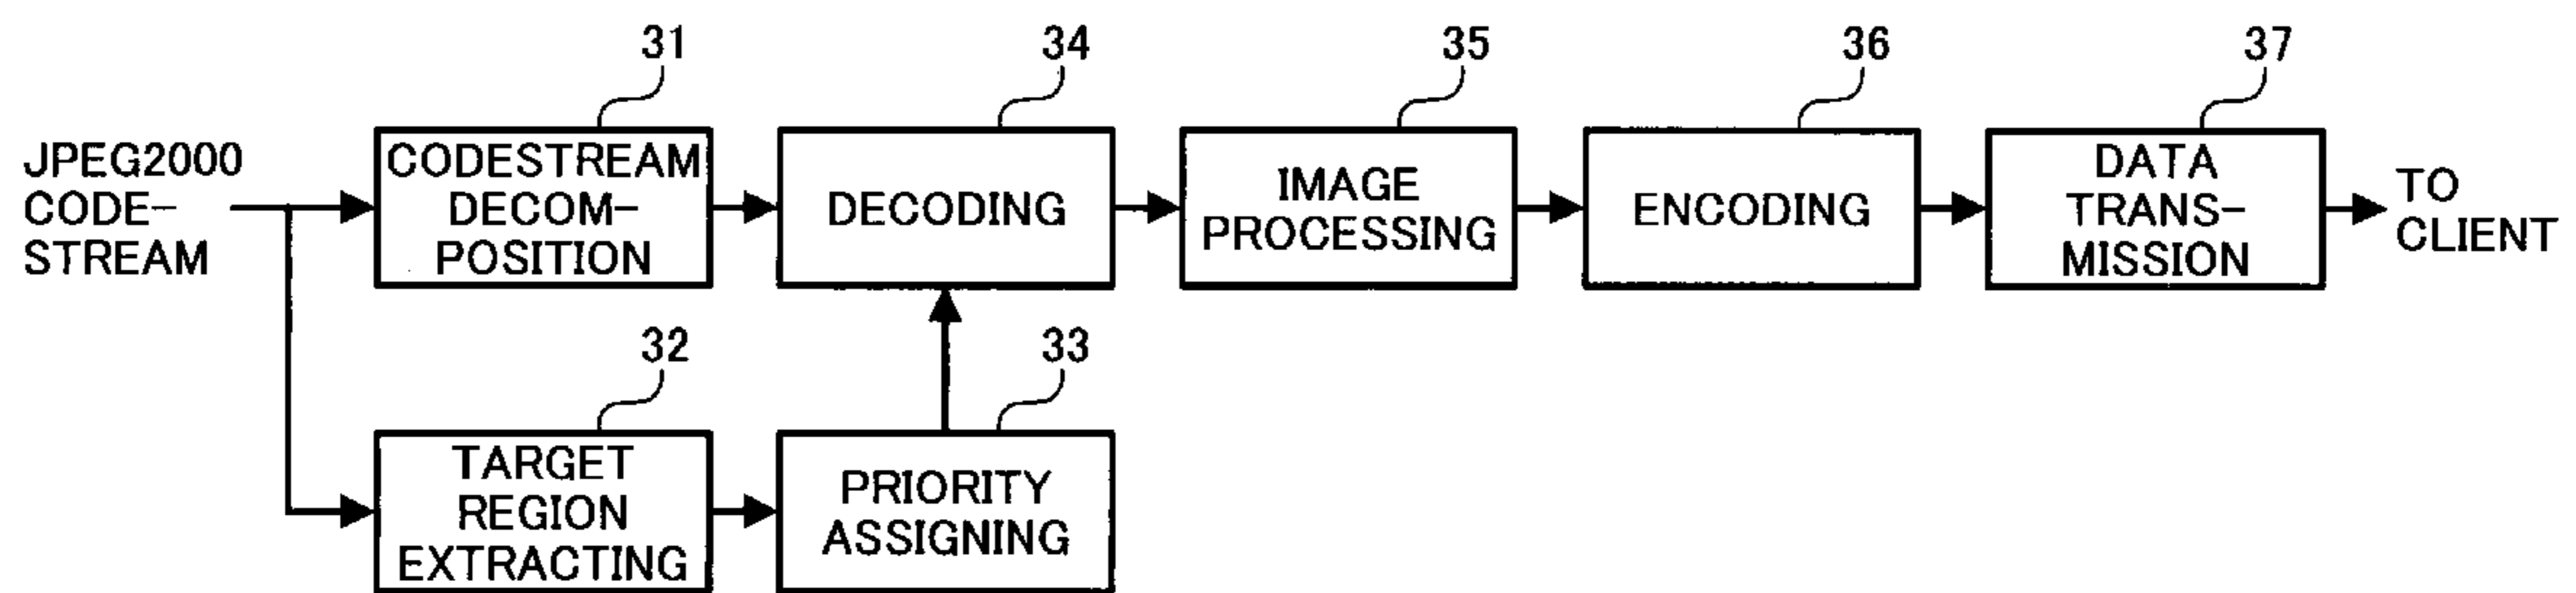 31
34
35
36
37
JPEG2000
CODE-
STREAM
CODESTREAM
DECOM-
POSITION
DECODING
IMAGE
PROCESSING
ENCODING
DATA
TRANS-
MISSION
TO
CLIENT
32
33
TARGET
REGION
EXTRACTING
PRIORITY
ASSIGNING